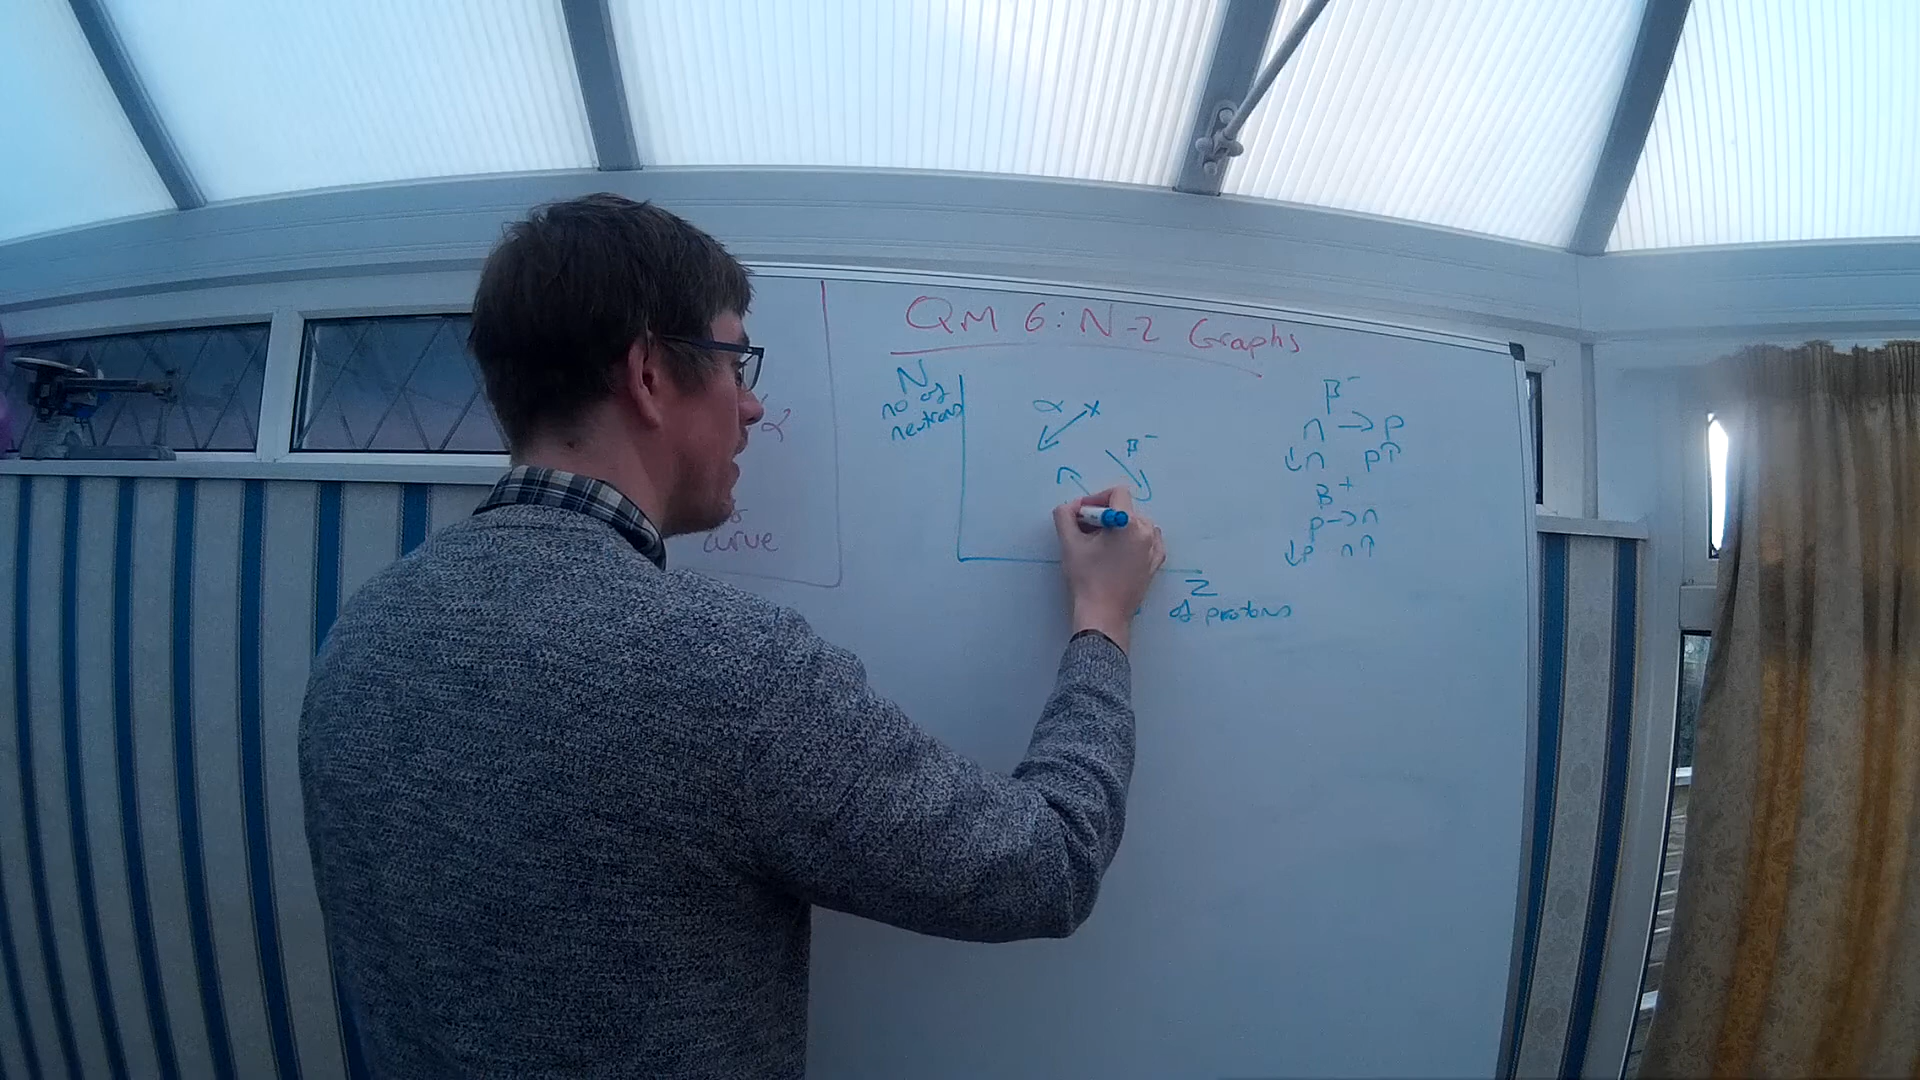 QM 6: N-Z Graphs
N
no of
neutrons
α x
β-
Z
of protons
β-
n → p
↓n p↑
β+
p → n
↓p n↑
curve